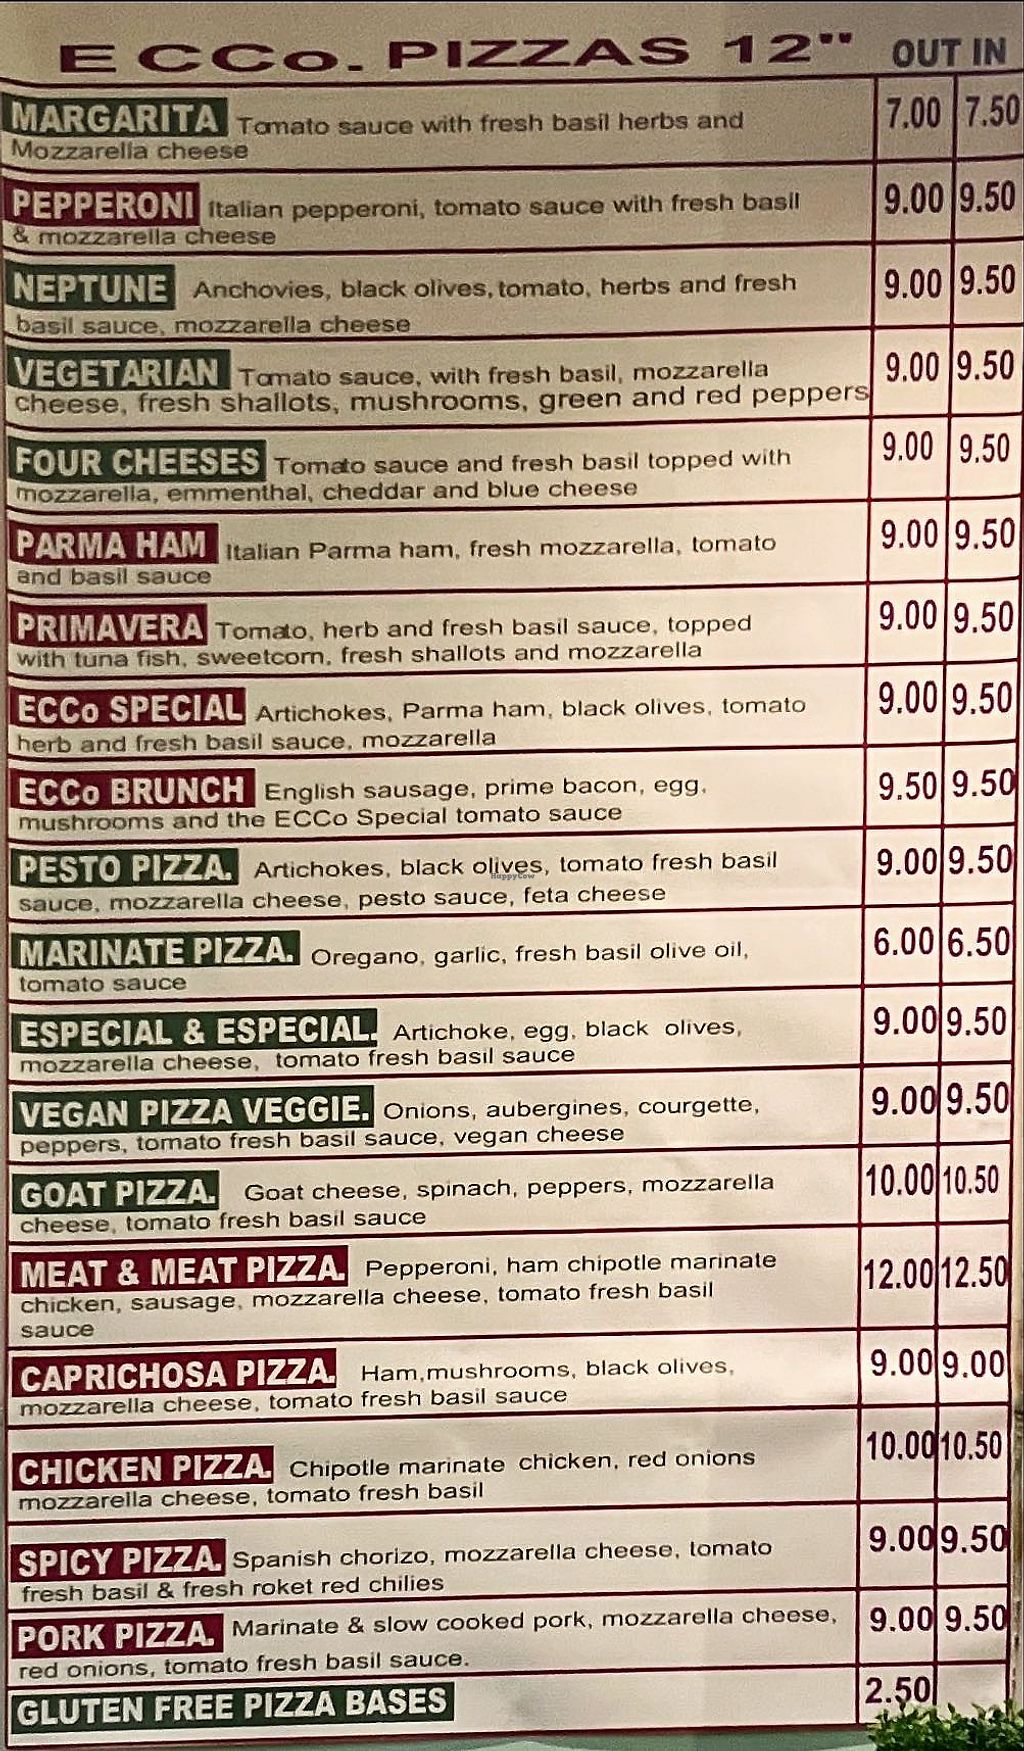 ECCo. PIZZAS 12" OUT IN
MARGARITA Tomato sauce with fresh basil herbs and 7.00 7.50
Mozzarella cheese
PEPPERONI Italian pepperoni, tomato sauce with fresh basil 9.00 9.50
& mozzarella cheese
NEPTUNE Anchovies, black olives, tomato, herbs and fresh 9.00 9.50
basil sauce, mozzarella cheese
VEGETARIAN Tomato sauce, with fresh basil, mozzarella 9.00 9.50
cheese, fresh shallots, mushrooms, green and red peppers
FOUR CHEESES Tomato sauce and fresh basil topped with 9.00 9.50
mozzarella, emmenthal, cheddar and blue cheese
PARMA HAM Italian Parma ham, fresh mozzarella, tomato 9.00 9.50
and basil sauce
PRIMAVERA Tomato, herb and fresh basil sauce, topped 9.00 9.50
with tuna fish, sweetcorn, fresh shallots and mozzarella
ECCo SPECIAL Artichokes, Parma ham, black olives, tomato 9.00 9.50
herb and fresh basil sauce, mozzarella
ECCo BRUNCH English sausage, prime bacon, egg, 9.50 9.50
mushrooms and the ECCo Special tomato sauce
PESTO PIZZA. Artichokes, black olives, tomato fresh basil 9.00 9.50
HappyCow
sauce, mozzarella cheese, pesto sauce, feta cheese
MARINATE PIZZA. Oregano, garlic, fresh basil olive oil, 6.00 6.50
tomato sauce
ESPECIAL & ESPECIAL. Artichoke, egg, black olives, 9.00 9.50
mozzarella cheese, tomato fresh basil sauce
VEGAN PIZZA VEGGIE. Onions, aubergines, courgette, 9.00 9.50
peppers, tomato fresh basil sauce, vegan cheese
GOAT PIZZA. Goat cheese, spinach, peppers, mozzarella 10.00 10.50
cheese, tomato fresh basil sauce
MEAT & MEAT PIZZA. Pepperoni, ham chipotle marinate 12.00 12.50
chicken, sausage, mozzarella cheese, tomato fresh basil
sauce
CAPRICHOSA PIZZA. Ham,mushrooms, black olives, 9.00 9.00
mozzarella cheese, tomato fresh basil sauce
CHICKEN PIZZA. Chipotle marinate chicken, red onions 10.00 10.50
mozzarella cheese, tomato fresh basil
SPICY PIZZA. Spanish chorizo, mozzarella cheese, tomato 9.00 9.50
fresh basil & fresh roket red chilies
PORK PIZZA. Marinate & slow cooked pork, mozzarella cheese, 9.00 9.50
red onions, tomato fresh basil sauce.
GLUTEN FREE PIZZA BASES 2.50